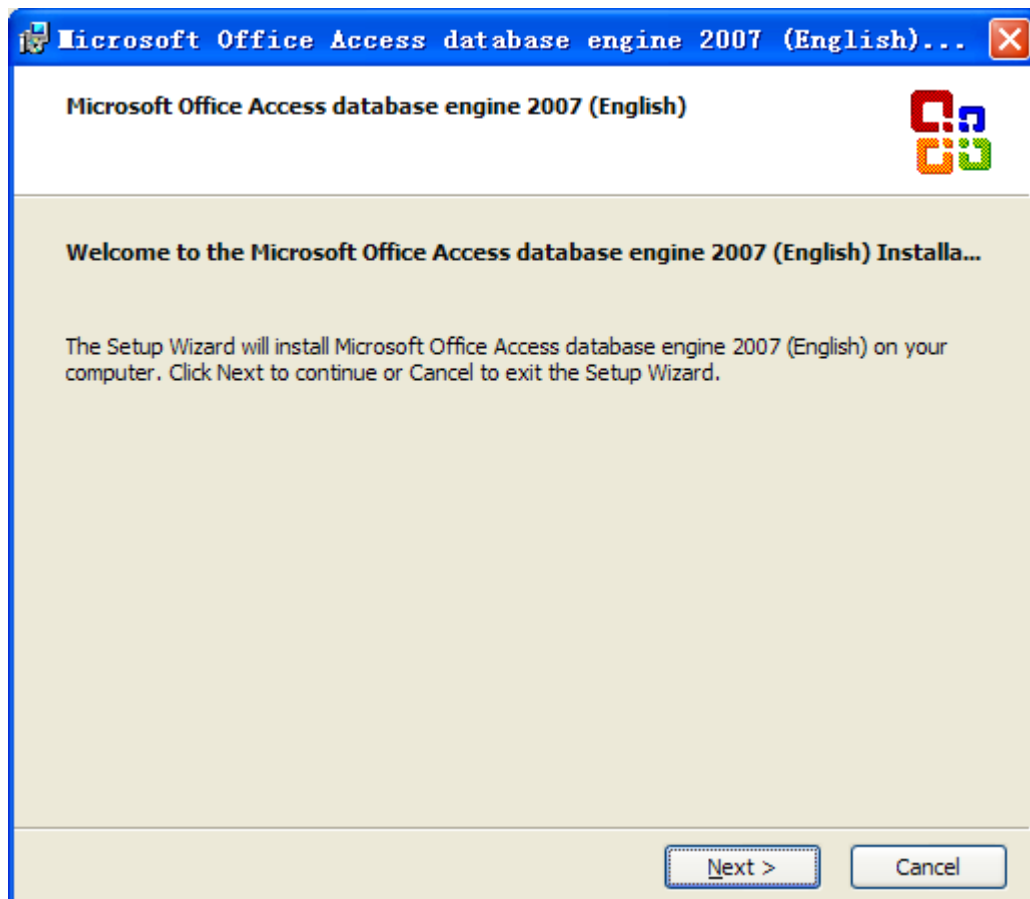 Microsoft Office Access database engine 2007 (English)...
Microsoft Office Access database engine 2007 (English)
Welcome to the Microsoft Office Access database engine 2007 (English) Installa...
The Setup Wizard will install Microsoft Office Access database engine 2007 (English) on your
computer. Click Next to continue or Cancel to exit the Setup Wizard.
Next > Cancel